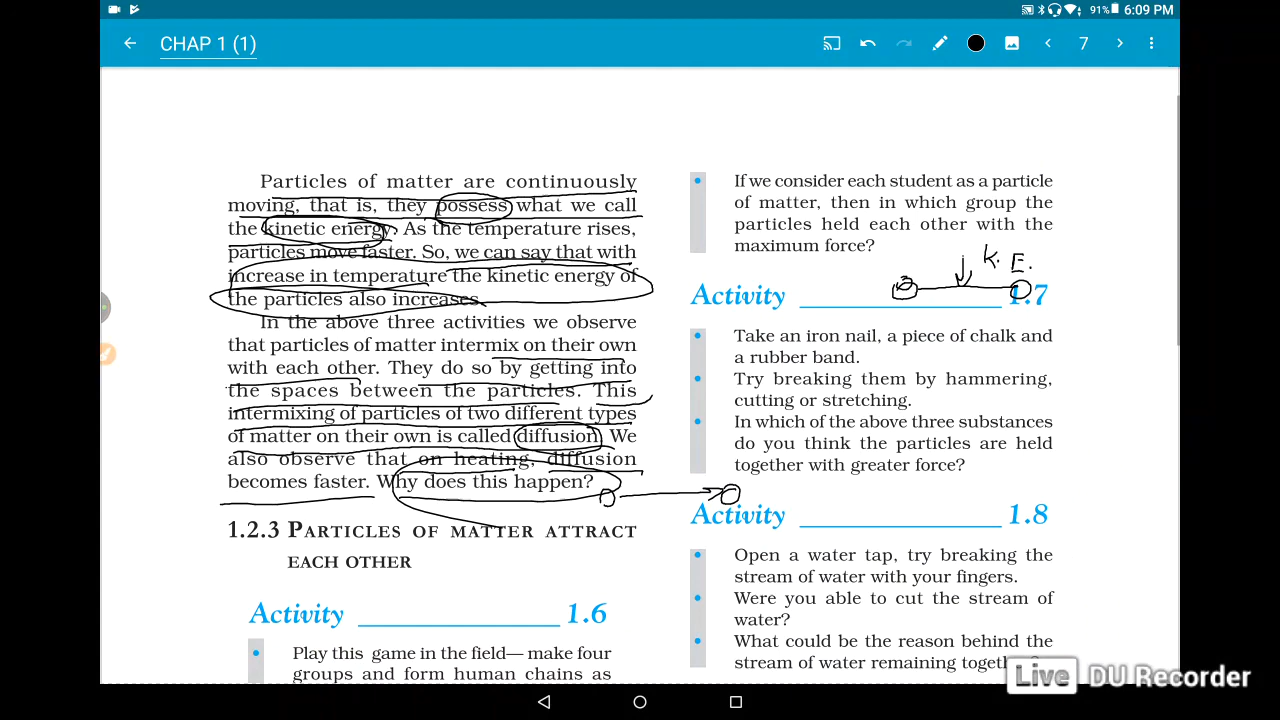 91% 6:09 PM
CHAP 1 (1)
7
Particles of matter are continuously
moving, that is, they possess what we call
the kinetic energy. As the temperature rises,
particles move faster. So, we can say that with
increase in temperature the kinetic energy of
the particles also increases.
In the above three activities we observe
that particles of matter intermix on their own
with each other. They do so by getting into
the spaces between the particles. This
intermixing of particles of two different types
of matter on their own is called diffusion. We
also observe that on heating, diffusion
becomes faster. Why does this happen?
1.2.3 PARTICLES OF MATTER ATTRACT
EACH OTHER
Activity ____________ 1.6
Play this game in the field— make four
groups and form human chains as
If we consider each student as a particle
of matter, then in which group the
particles held each other with the
maximum force?
K.E.
Activity ____________ 1.7
• Take an iron nail, a piece of chalk and
a rubber band.
• Try breaking them by hammering,
cutting or stretching.
• In which of the above three substances
do you think the particles are held
together with greater force?
Activity ____________ 1.8
• Open a water tap, try breaking the
stream of water with your fingers.
• Were you able to cut the stream of
water?
• What could be the reason behind the
stream of water remaining together?
Live DU Recorder